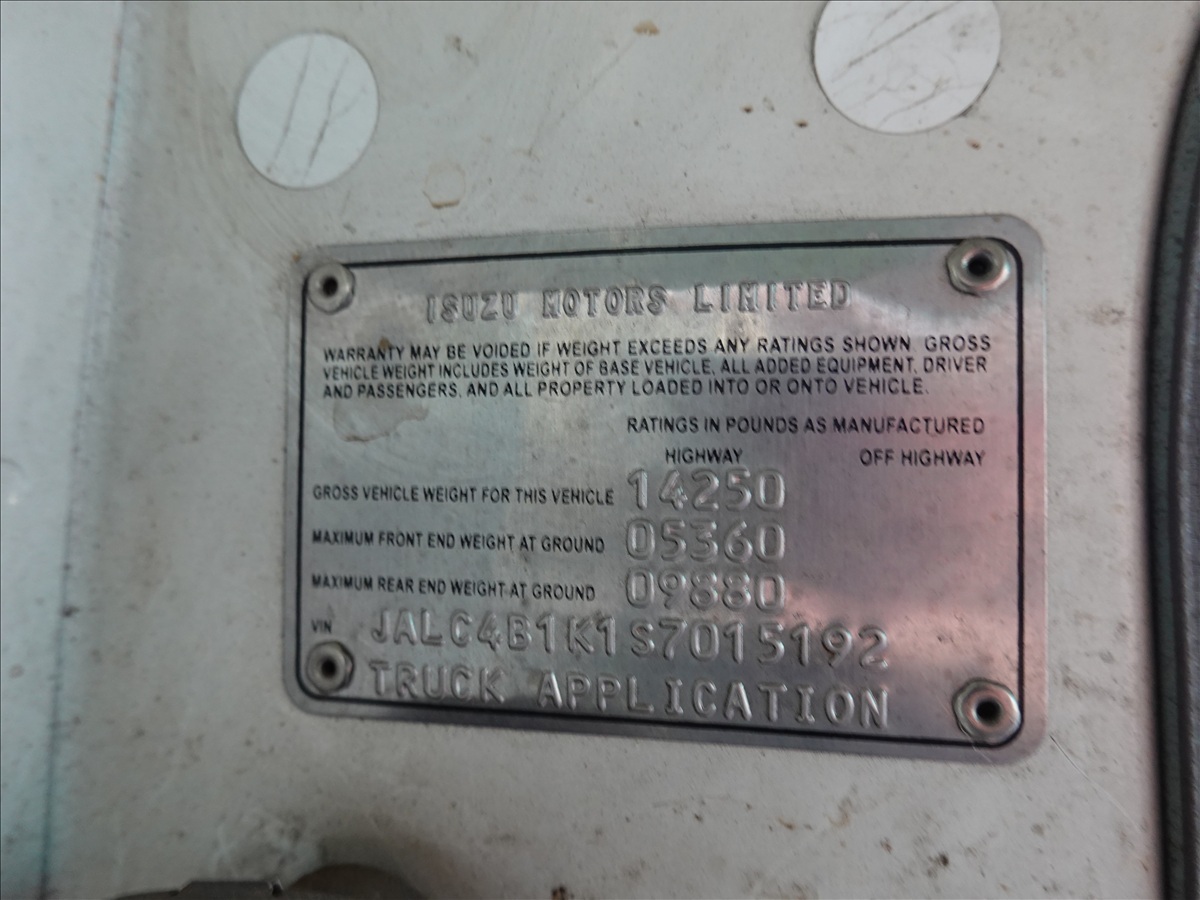 ISUZU MOTORS LIMITED
WARRANTY MAY BE VOIDED IF WEIGHT EXCEEDS ANY RATINGS SHOWN. GROSS
VEHICLE WEIGHT INCLUDES WEIGHT OF BASE VEHICLE, ALL ADDED EQUIPMENT, DRIVER
AND PASSENGERS, AND ALL PROPERTY LOADED INTO OR ONTO VEHICLE.
RATINGS IN POUNDS AS MANUFACTURED
HIGHWAY OFF HIGHWAY
GROSS VEHICLE WEIGHT FOR THIS VEHICLE 14250
MAXIMUM FRONT END WEIGHT AT GROUND 05360
MAXIMUM REAR END WEIGHT AT GROUND 09880
VIN JALC4B1K1S7015192
TRUCK APPLICATION